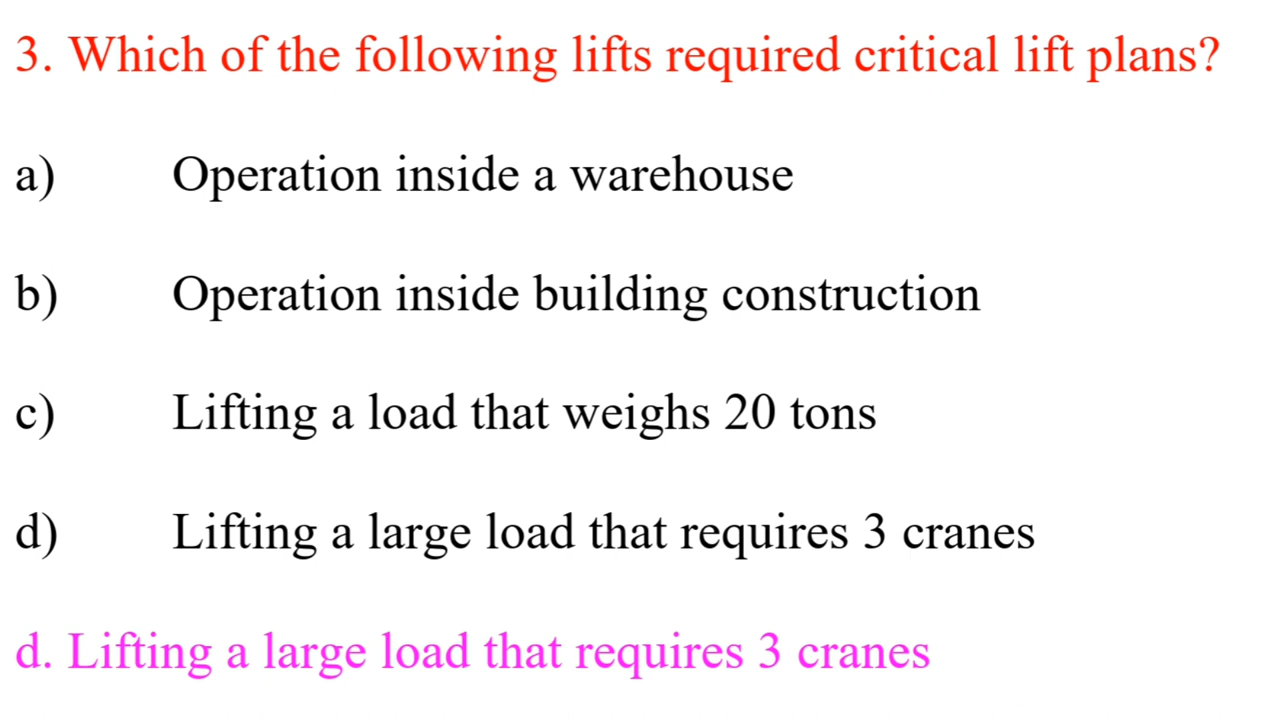 3. Which of the following lifts required critical lift plans?
a) Operation inside a warehouse
b) Operation inside building construction
c) Lifting a load that weighs 20 tons
d) Lifting a large load that requires 3 cranes
d. Lifting a large load that requires 3 cranes